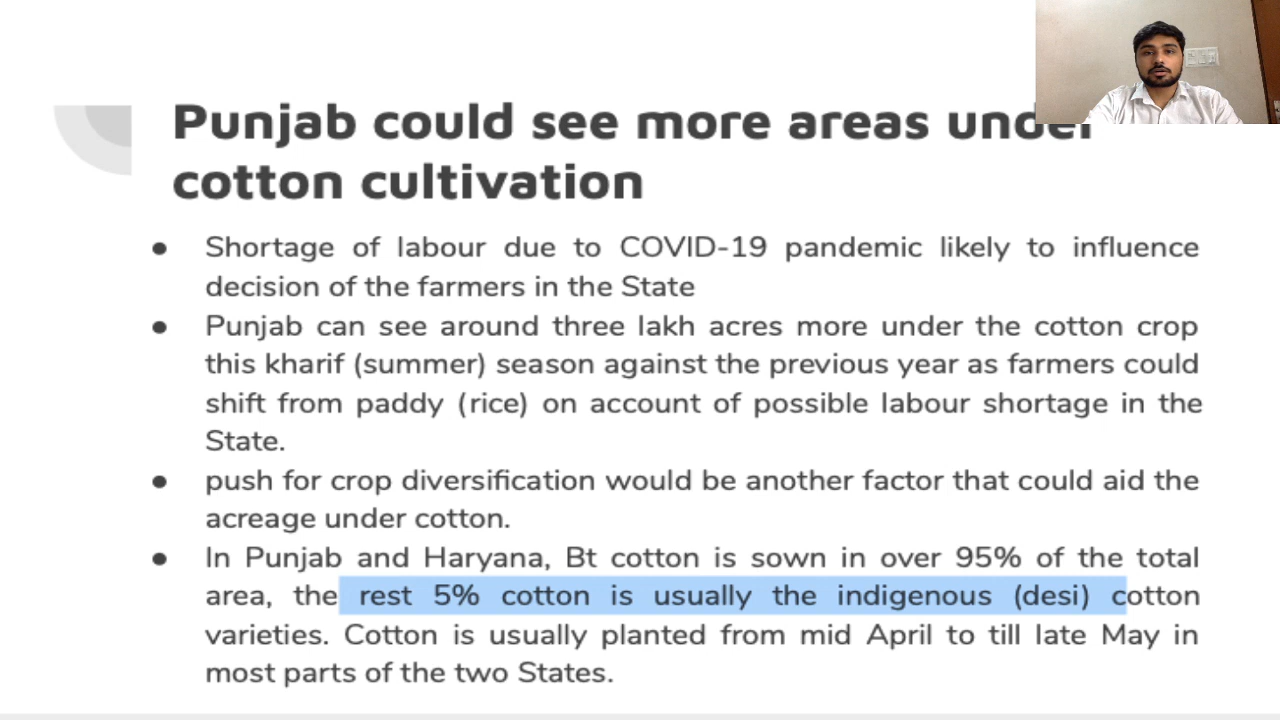 Punjab could see more areas under
cotton cultivation
● Shortage of labour due to COVID-19 pandemic likely to influence
decision of the farmers in the State
● Punjab can see around three lakh acres more under the cotton crop
this kharif (summer) season against the previous year as farmers could
shift from paddy (rice) on account of possible labour shortage in the
State.
● push for crop diversification would be another factor that could aid the
acreage under cotton.
● In Punjab and Haryana, Bt cotton is sown in over 95% of the total
area, the rest 5% cotton is usually the indigenous (desi) cotton
varieties. Cotton is usually planted from mid April to till late May in
most parts of the two States.